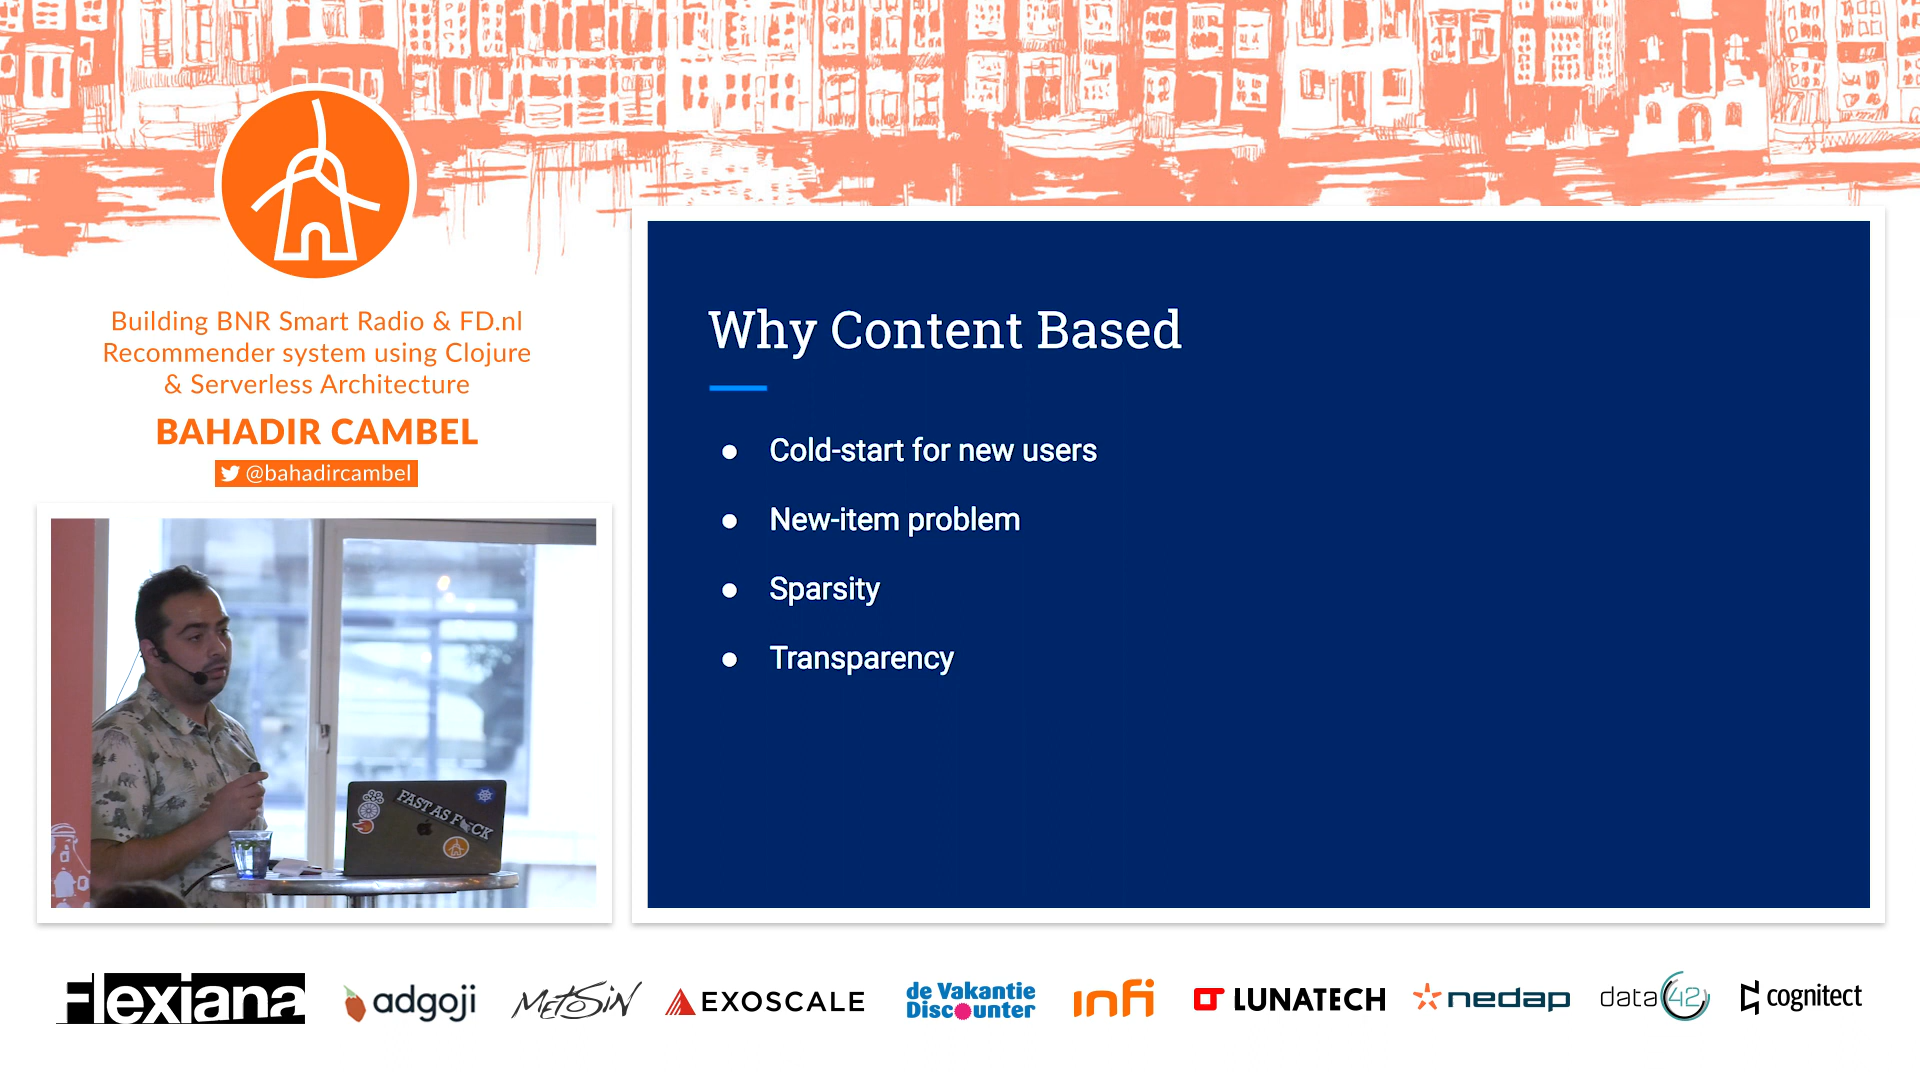 Building BNR Smart Radio & FD.nl
Recommender system using Clojure
& Serverless Architecture
BAHADIR CAMBEL
@bahadircambel
Why Content Based
● Cold-start for new users
● New-item problem
● Sparsity
● Transparency
FAST AS F CK
Flexiana
adgoji
METOSIN
EXOSCALE
de Vakantie
Discounter
infi
LUNATECH
nedap
data 42
cognitect